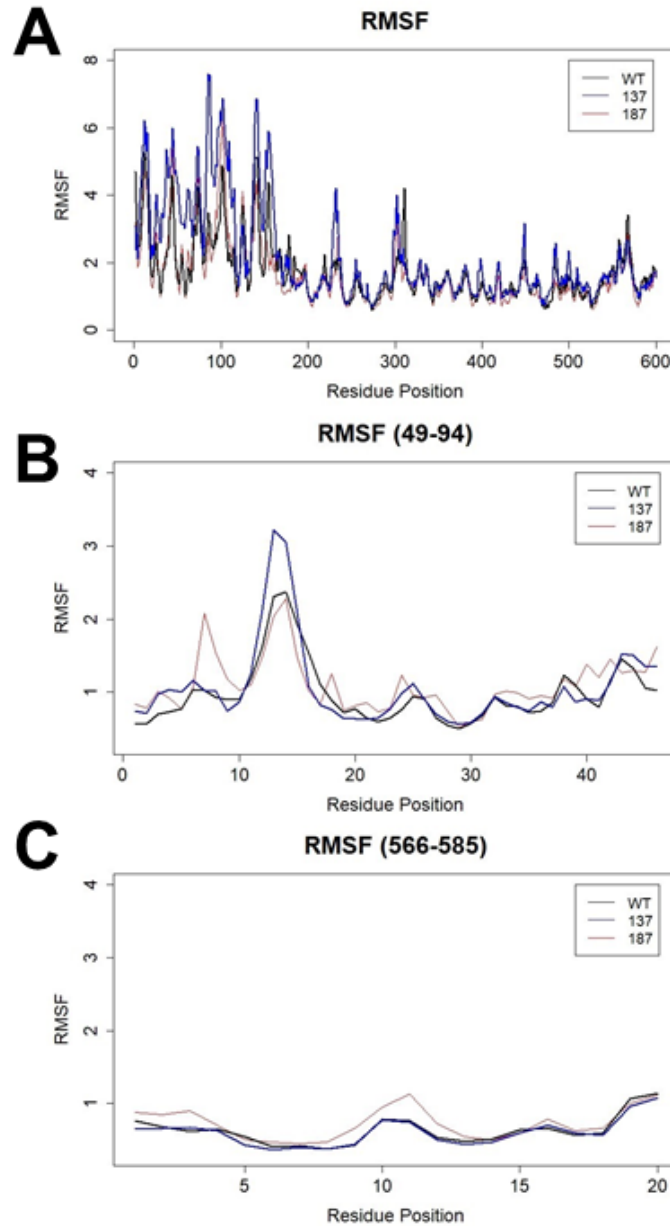 A
RMSF
RMSF
8
6
4
2
0
WT
137
187
0 100 200 300 400 500 600
Residue Position
B
RMSF (49-94)
RMSF
4
3
2
1
WT
137
187
0 10 20 30 40
Residue Position
C
RMSF (566-585)
RMSF
4
3
2
1
WT
137
187
5 10 15 20
Residue Position